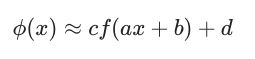 ϕ(x) ≈ cf(ax + b) + d